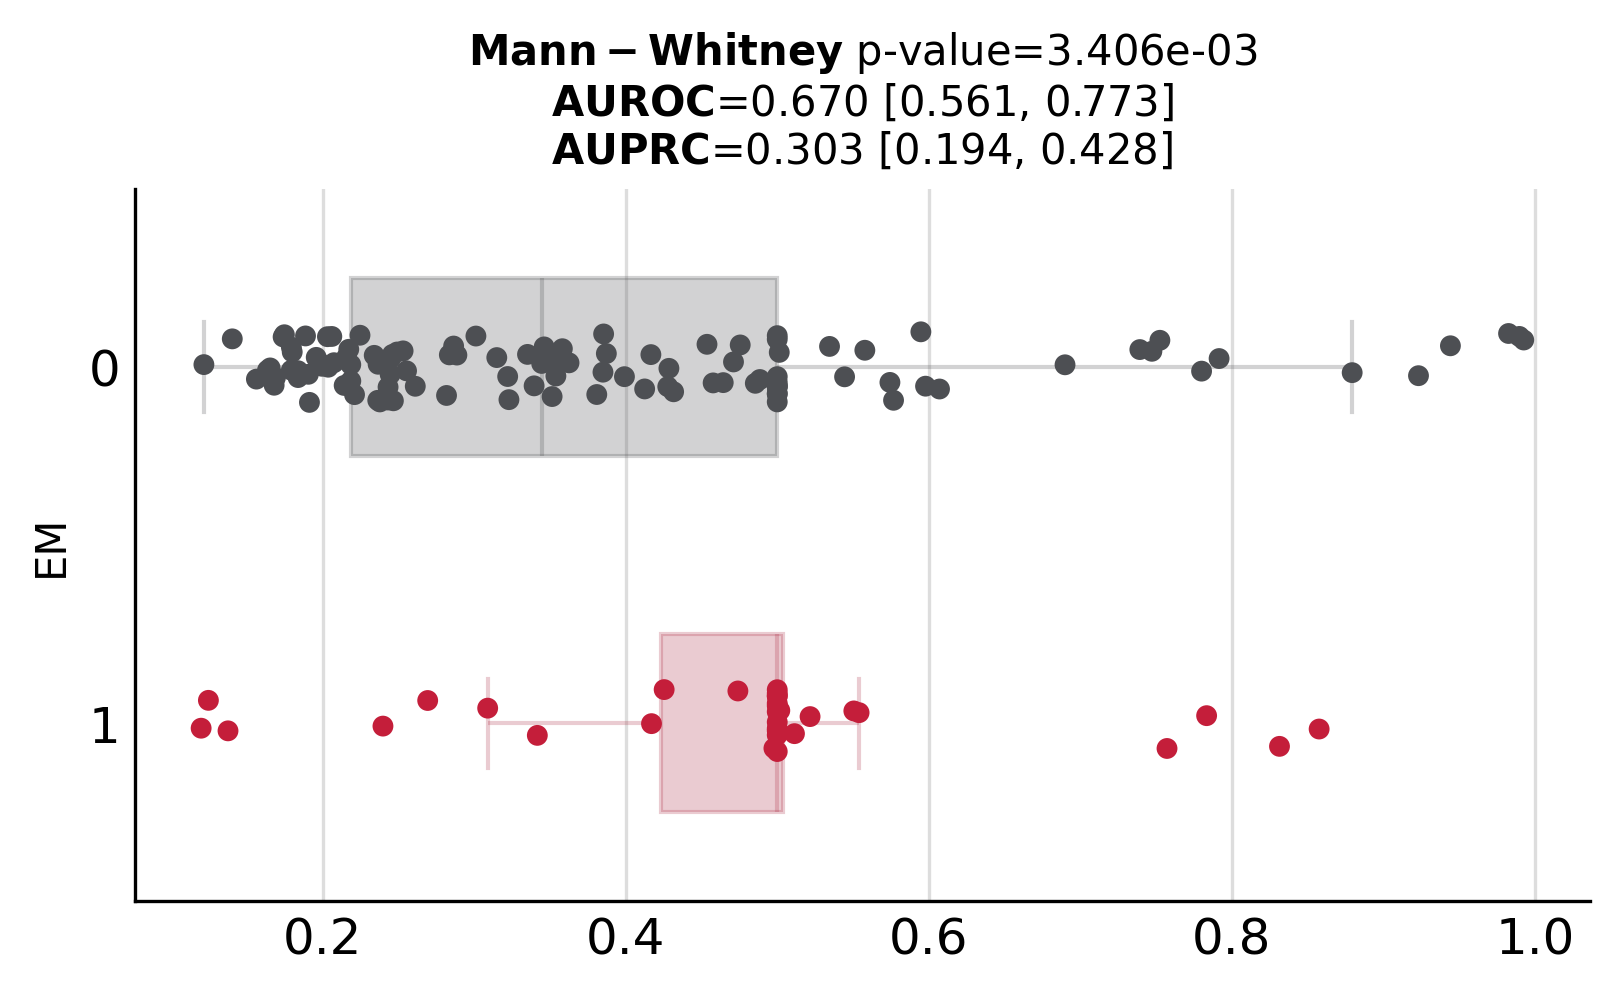 Mann − Whitney p-value=3.406e-03
AUROC=0.670 [0.561, 0.773]
AUPRC=0.303 [0.194, 0.428]
0
EM
1
0.2 0.4 0.6 0.8 1.0